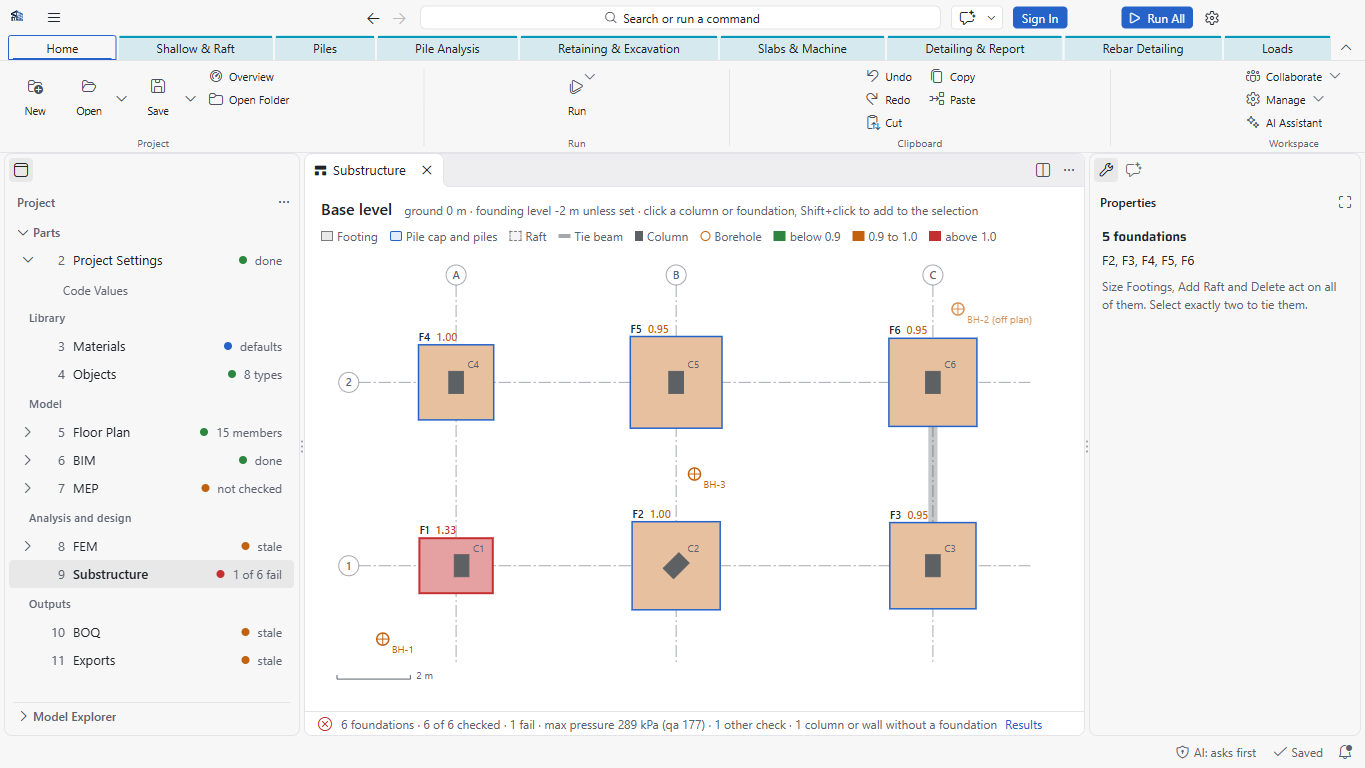 Search or run a command
Sign In
Run All
Home
Shallow & Raft
Piles
Pile Analysis
Retaining & Excavation
Slabs & Machine
Detailing & Report
Rebar Detailing
Loads
New
Open
Save
Overview
Open Folder
Project
Run
Run
Undo
Redo
Cut
Copy
Paste
Clipboard
Collaborate
Manage
AI Assistant
Workspace
Project
Parts
2 Project Settings done
Code Values
Library
3 Materials defaults
4 Objects 8 types
Model
5 Floor Plan 15 members
6 BIM done
7 MEP not checked
Analysis and design
8 FEM stale
9 Substructure 1 of 6 fail
Outputs
10 BOQ stale
11 Exports stale
Model Explorer
Substructure
Base level ground 0 m · founding level -2 m unless set · click a column or foundation, Shift+click to add to the selection
Footing Pile cap and piles Raft Tie beam Column Borehole below 0.9 0.9 to 1.0 above 1.0
A B C
BH-2 (off plan)
F4 1.00 F5 0.95 F6 0.95
C4 C5 C6
2
BH-3
F1 1.33 F2 1.00 F3 0.95
C1 C2 C3
1
BH-1
2 m
6 foundations · 6 of 6 checked · 1 fail · max pressure 289 kPa (qa 177) · 1 other check · 1 column or wall without a foundation Results
Properties
5 foundations
F2, F3, F4, F5, F6
Size Footings, Add Raft and Delete act on all
of them. Select exactly two to tie them.
AI: asks first
Saved